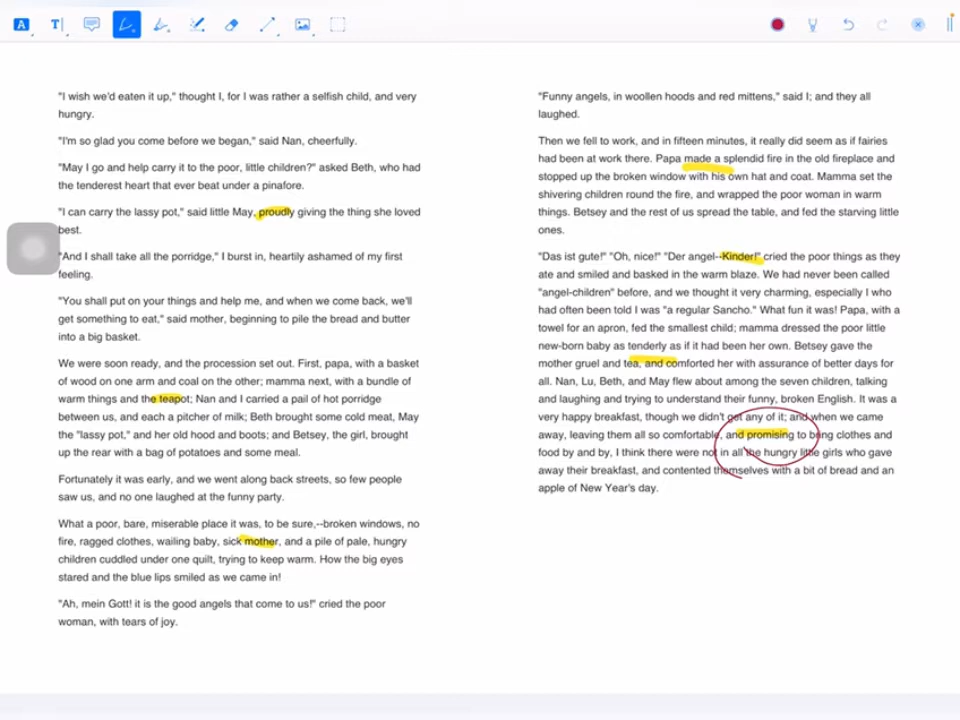 A T
"I wish we'd eaten it up," thought I, for I was rather a selfish child, and very
hungry.
"I'm so glad you come before we began," said Nan, cheerfully.
"May I go and help carry it to the poor, little children?" asked Beth, who had
the tenderest heart that ever beat under a pinafore.
"I can carry the lassy pot," said little May, proudly giving the thing she loved
best.
"And I shall take all the porridge," I burst in, heartily ashamed of my first
feeling.
"You shall put on your things and help me, and when we come back, we'll
get something to eat," said mother, beginning to pile the bread and butter
into a big basket.
We were soon ready, and the procession set out. First, papa, with a basket
of wood on one arm and coal on the other; mamma next, with a bundle of
warm things and the teapot; Nan and I carried a pail of hot porridge
between us, and each a pitcher of milk; Beth brought some cold meat, May
the "lassy pot," and her old hood and boots; and Betsey, the girl, brought
up the rear with a bag of potatoes and some meal.
Fortunately it was early, and we went along back streets, so few people
saw us, and no one laughed at the funny party.
What a poor, bare, miserable place it was, to be sure,--broken windows, no
fire, ragged clothes, wailing baby, sick mother, and a pile of pale, hungry
children cuddled under one quilt, trying to keep warm. How the big eyes
stared and the blue lips smiled as we came in!
"Ah, mein Gott! it is the good angels that come to us!" cried the poor
woman, with tears of joy.
"Funny angels, in woollen hoods and red mittens," said I; and they all
laughed.
Then we fell to work, and in fifteen minutes, it really did seem as if fairies
had been at work there. Papa made a splendid fire in the old fireplace and
stopped up the broken window with his own hat and coat. Mamma set the
shivering children round the fire, and wrapped the poor woman in warm
things. Betsey and the rest of us spread the table, and fed the starving little
ones.
"Das ist gute!" "Oh, nice!" "Der angel--Kinder!" cried the poor things as they
ate and smiled and basked in the warm blaze. We had never been called
"angel-children" before, and we thought it very charming, especially I who
had often been told I was "a regular Sancho." What fun it was! Papa, with a
towel for an apron, fed the smallest child; mamma dressed the poor little
new-born baby as tenderly as if it had been her own. Betsey gave the
mother gruel and tea, and comforted her with assurance of better days for
all. Nan, Lu, Beth, and May flew about among the seven children, talking
and laughing and trying to understand their funny, broken English. It was a
very happy breakfast, though we didn't get any of it; and when we came
away, leaving them all so comfortable, and promising to bring clothes and
food by and by, I think there were not in all the hungry little girls who gave
away their breakfast, and contented themselves with a bit of bread and an
apple of New Year's day.